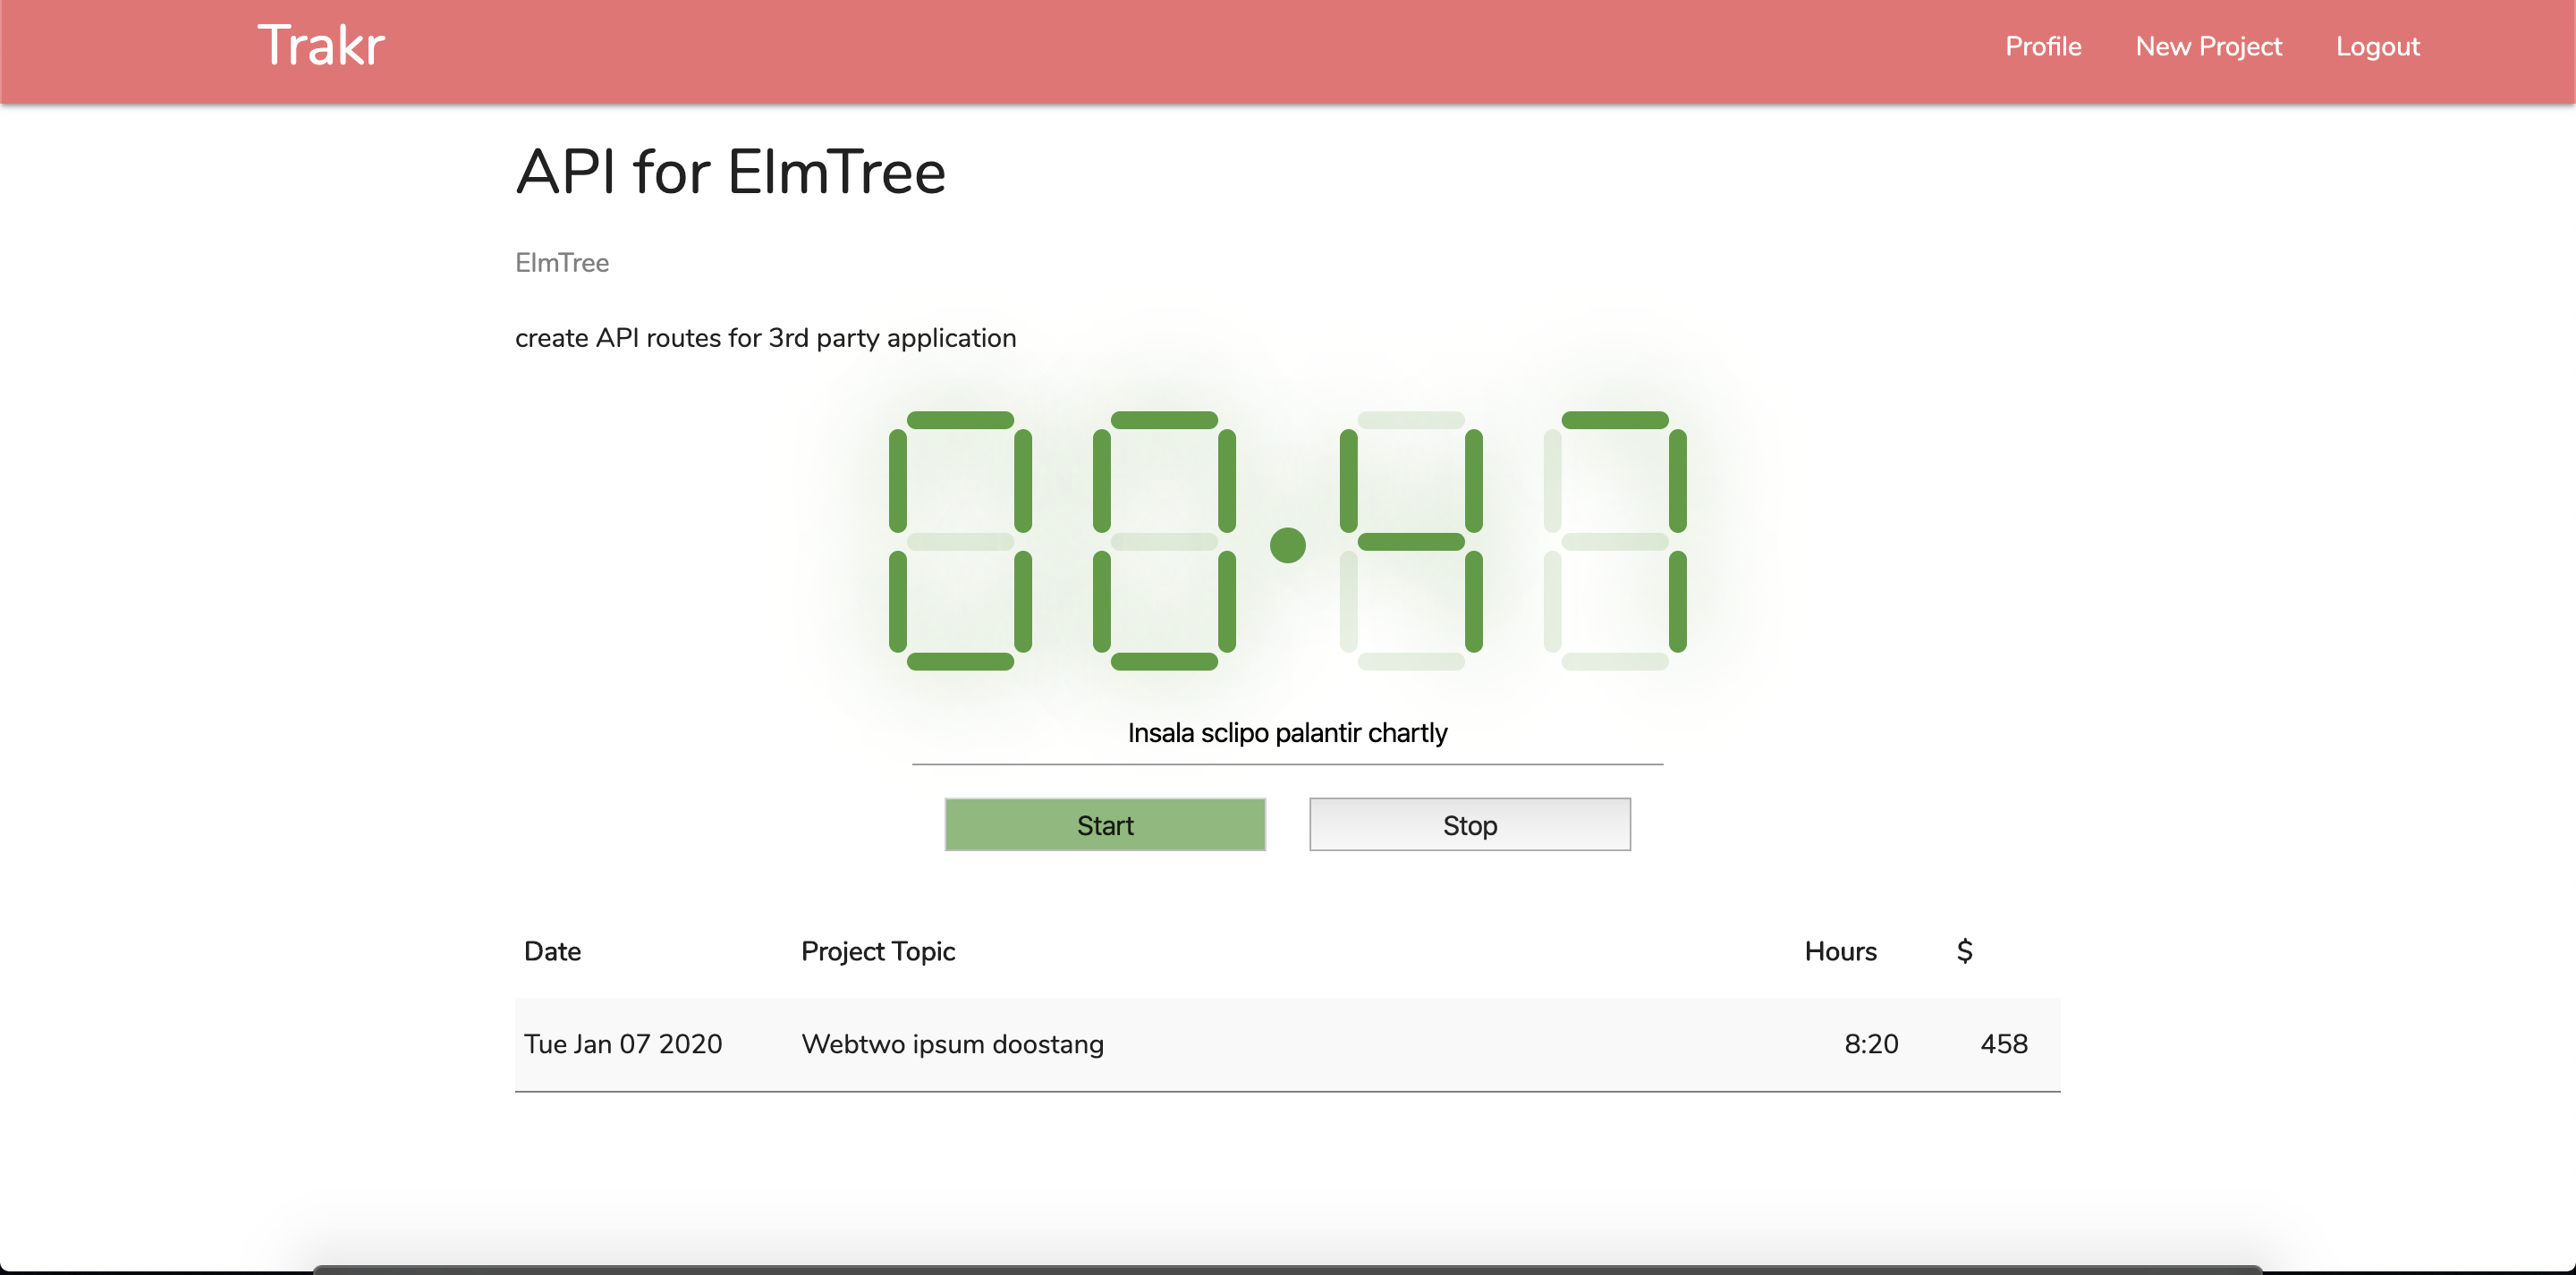 Trakr Profile New Project Logout
API for ElmTree
ElmTree
create API routes for 3rd party application
00·47
Insala sclipo palantir chartly
Start Stop
Date Project Topic Hours $
Tue Jan 07 2020 Webtwo ipsum doostang 8:20 458